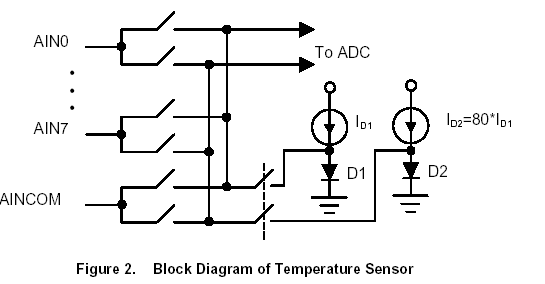 AIN0
To ADC
AIN7
I_D1
I_D2=80*I_D1
D1
D2
AINCOM
Figure 2. Block Diagram of Temperature Sensor